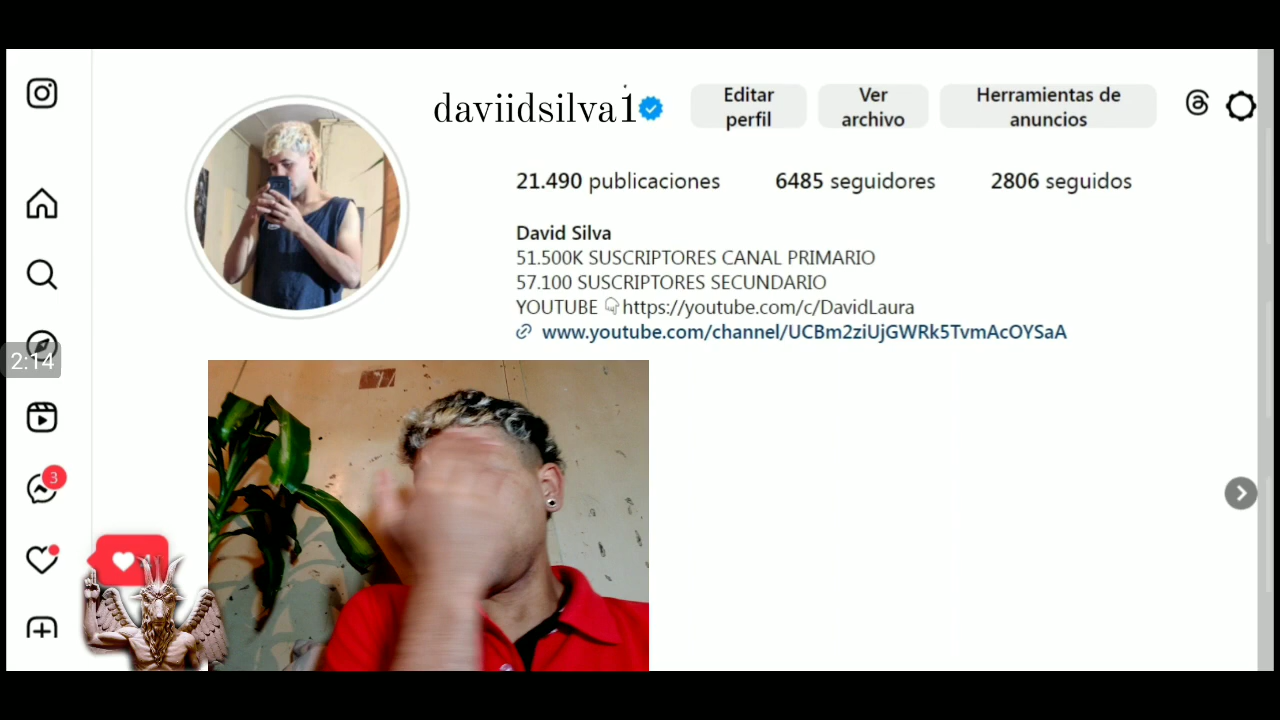 daviidsilva1
Editar
perfil
Ver
archivo
Herramientas de
anuncios
21.490 publicaciones
6485 seguidores
2806 seguidos
David Silva
51.500K SUSCRIPTORES CANAL PRIMARIO
57.100 SUSCRIPTORES SECUNDARIO
YOUTUBE 👇https://youtube.com/c/DavidLaura
www.youtube.com/channel/UCBm2ziUjGWRk5TvmAcOYSaA
2:14
3